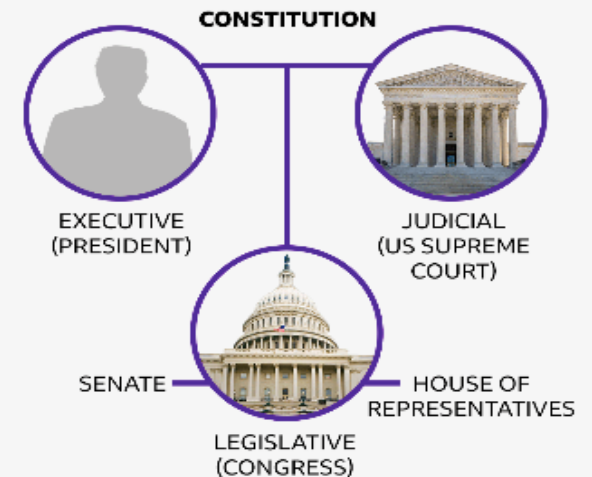 CONSTITUTION
EXECUTIVE
(PRESIDENT)
JUDICIAL
(US SUPREME
COURT)
SENATE
HOUSE OF
REPRESENTATIVES
LEGISLATIVE
(CONGRESS)